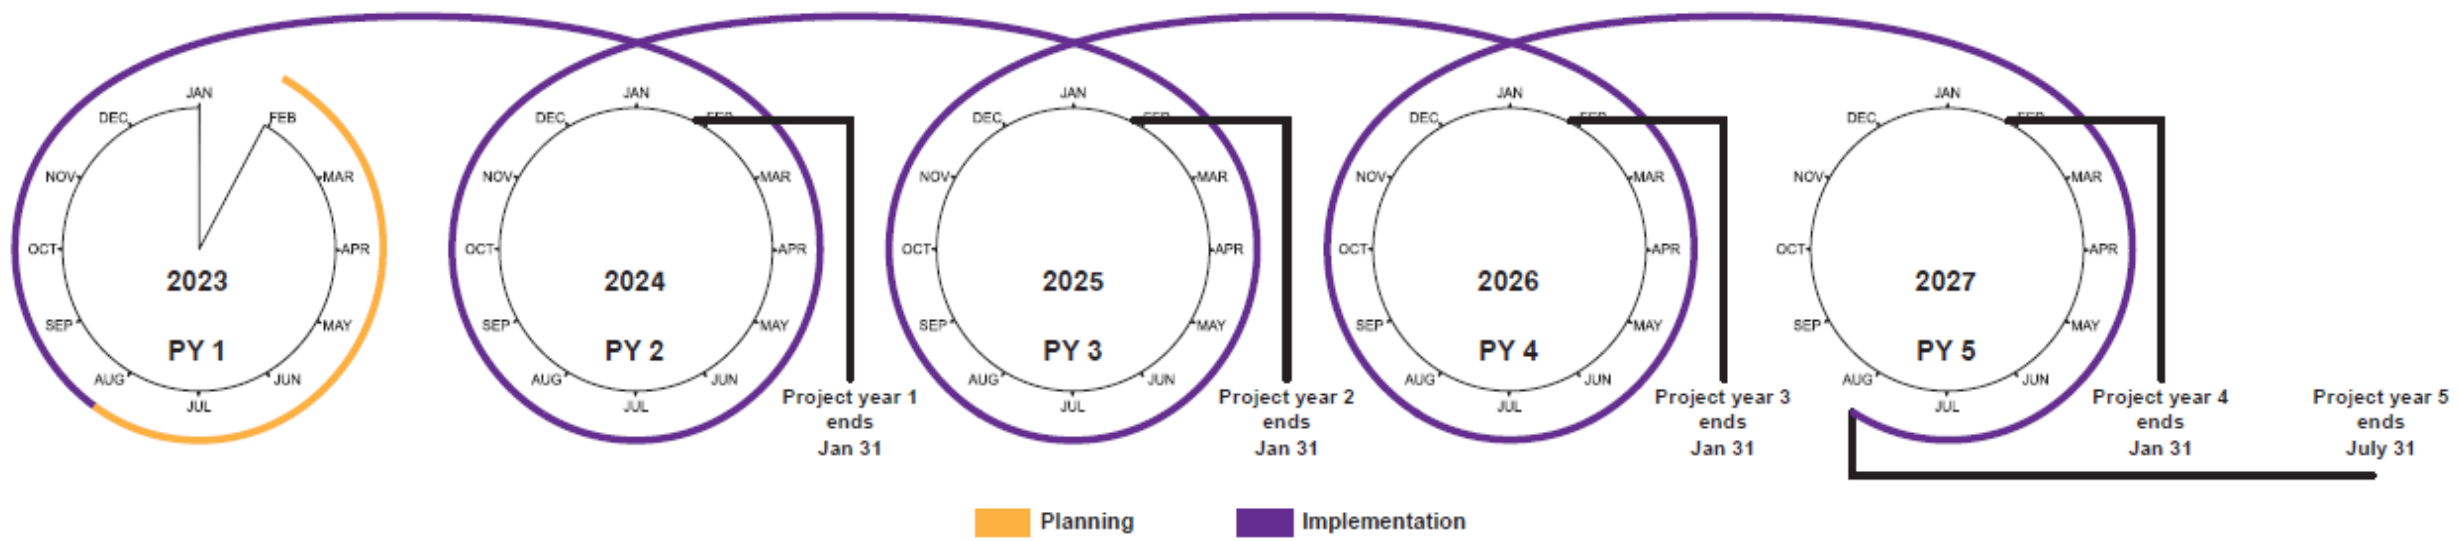 JAN
FEB
MAR
APR
MAY
JUN
JUL
AUG
SEP
OCT
NOV
DEC
2023
PY 1
JAN
FEB
MAR
APR
MAY
JUN
JUL
AUG
SEP
OCT
NOV
DEC
2024
PY 2
Project year 1
ends
Jan 31
JAN
FEB
MAR
APR
MAY
JUN
JUL
AUG
SEP
OCT
NOV
DEC
2025
PY 3
Project year 2
ends
Jan 31
JAN
FEB
MAR
APR
MAY
JUN
JUL
AUG
SEP
OCT
NOV
DEC
2026
PY 4
Project year 3
ends
Jan 31
JAN
FEB
MAR
APR
MAY
JUN
JUL
AUG
SEP
OCT
NOV
DEC
2027
PY 5
Project year 4
ends
Jan 31
Project year 5
ends
July 31
Planning
Implementation